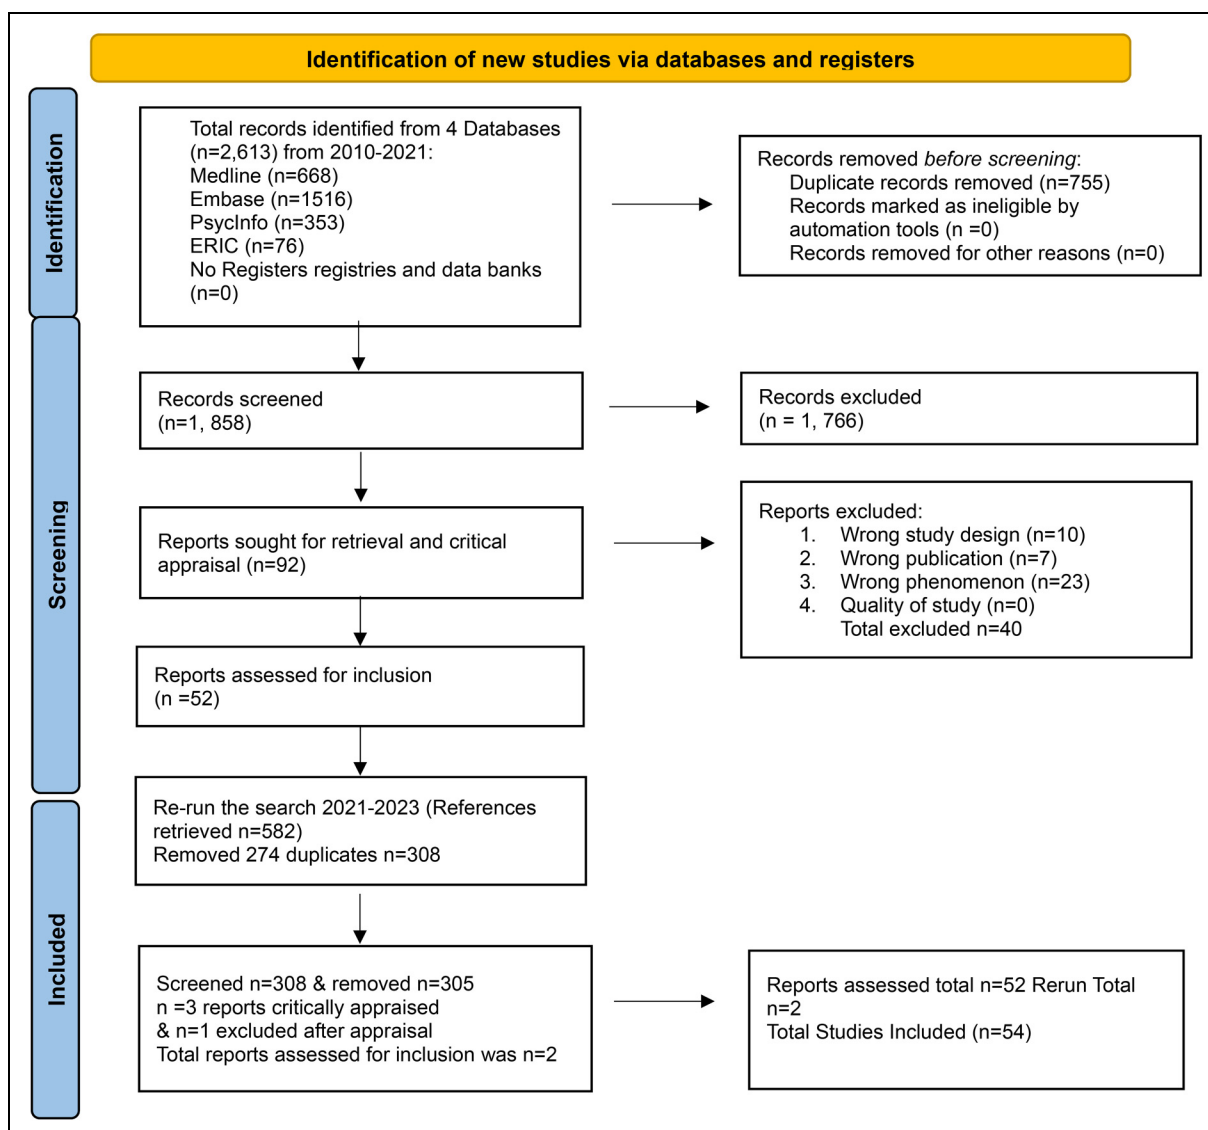 Identification of new studies via databases and registers
Identification
Total records identified from 4 Databases
(n=2,613) from 2010-2021:
Medline (n=668)
Embase (n=1516)
PsycInfo (n=353)
ERIC (n=76)
No Registers registries and data banks
(n=0)
Records removed before screening:
Duplicate records removed (n=755)
Records marked as ineligible by
automation tools (n =0)
Records removed for other reasons (n=0)
Screening
Records screened
(n=1, 858)
Records excluded
(n = 1, 766)
Reports sought for retrieval and critical
appraisal (n=92)
Reports excluded:
1. Wrong study design (n=10)
2. Wrong publication (n=7)
3. Wrong phenomenon (n=23)
4. Quality of study (n=0)
Total excluded n=40
Reports assessed for inclusion
(n =52)
Included
Re-run the search 2021-2023 (References
retrieved n=582)
Removed 274 duplicates n=308
Screened n=308 & removed n=305
n =3 reports critically appraised
& n=1 excluded after appraisal
Total reports assessed for inclusion was n=2
Reports assessed total n=52 Rerun Total
n=2
Total Studies Included (n=54)